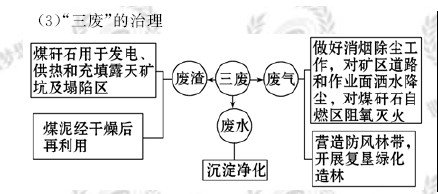 (3)“三废”的治理
煤矸石用于发电、
供热和充填露天矿
坑及塌陷区
煤泥经干燥后
再利用
废渣
三废
废气
废水
沉淀净化
做好消烟除尘工
作，对矿区道路
和作业面洒水降
尘，对煤矸石自
燃区阻氧灭火
营造防风林带，
开展复垦绿化
造林